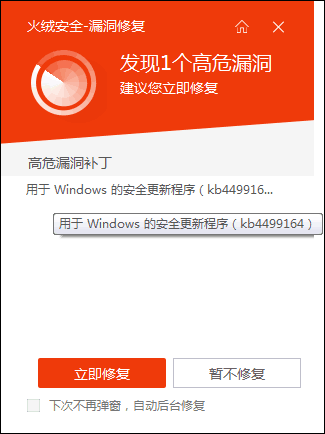 火绒安全-漏洞修复
发现1个高危漏洞
建议您立即修复
高危漏洞补丁
用于 Windows 的安全更新程序（kb449916...
用于 Windows 的安全更新程序（kb4499164）
立即修复
暂不修复
下次不再弹窗，自动后台修复